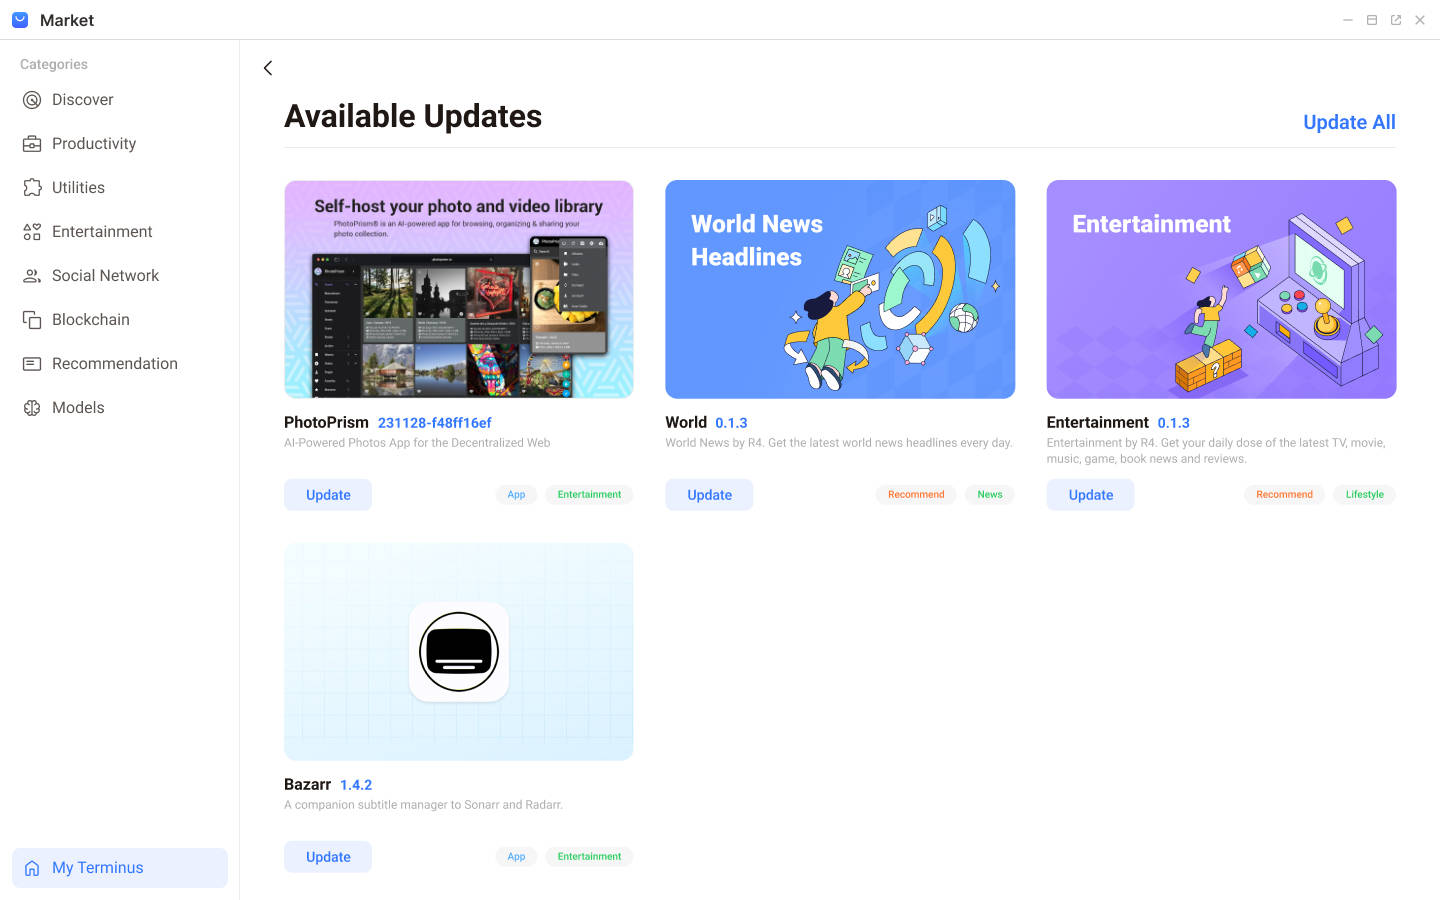 Market
Categories
Discover
Productivity
Utilities
Entertainment
Social Network
Blockchain
Recommendation
Models
My Terminus
Available Updates
Update All
Self-host your photo and video library
PhotoPrism® is an AI-powered app for browsing, organizing & sharing your
photo collection.
PhotoPrism 231128-f48ff16ef
AI-Powered Photos App for the Decentralized Web
Update
App
Entertainment
World News
Headlines
World 0.1.3
World News by R4. Get the latest world news headlines every day.
Update
Recommend
News
Entertainment
Entertainment 0.1.3
Entertainment by R4. Get your daily dose of the latest TV, movie,
music, game, book news and reviews.
Update
Recommend
Lifestyle
Bazarr 1.4.2
A companion subtitle manager to Sonarr and Radarr.
Update
App
Entertainment